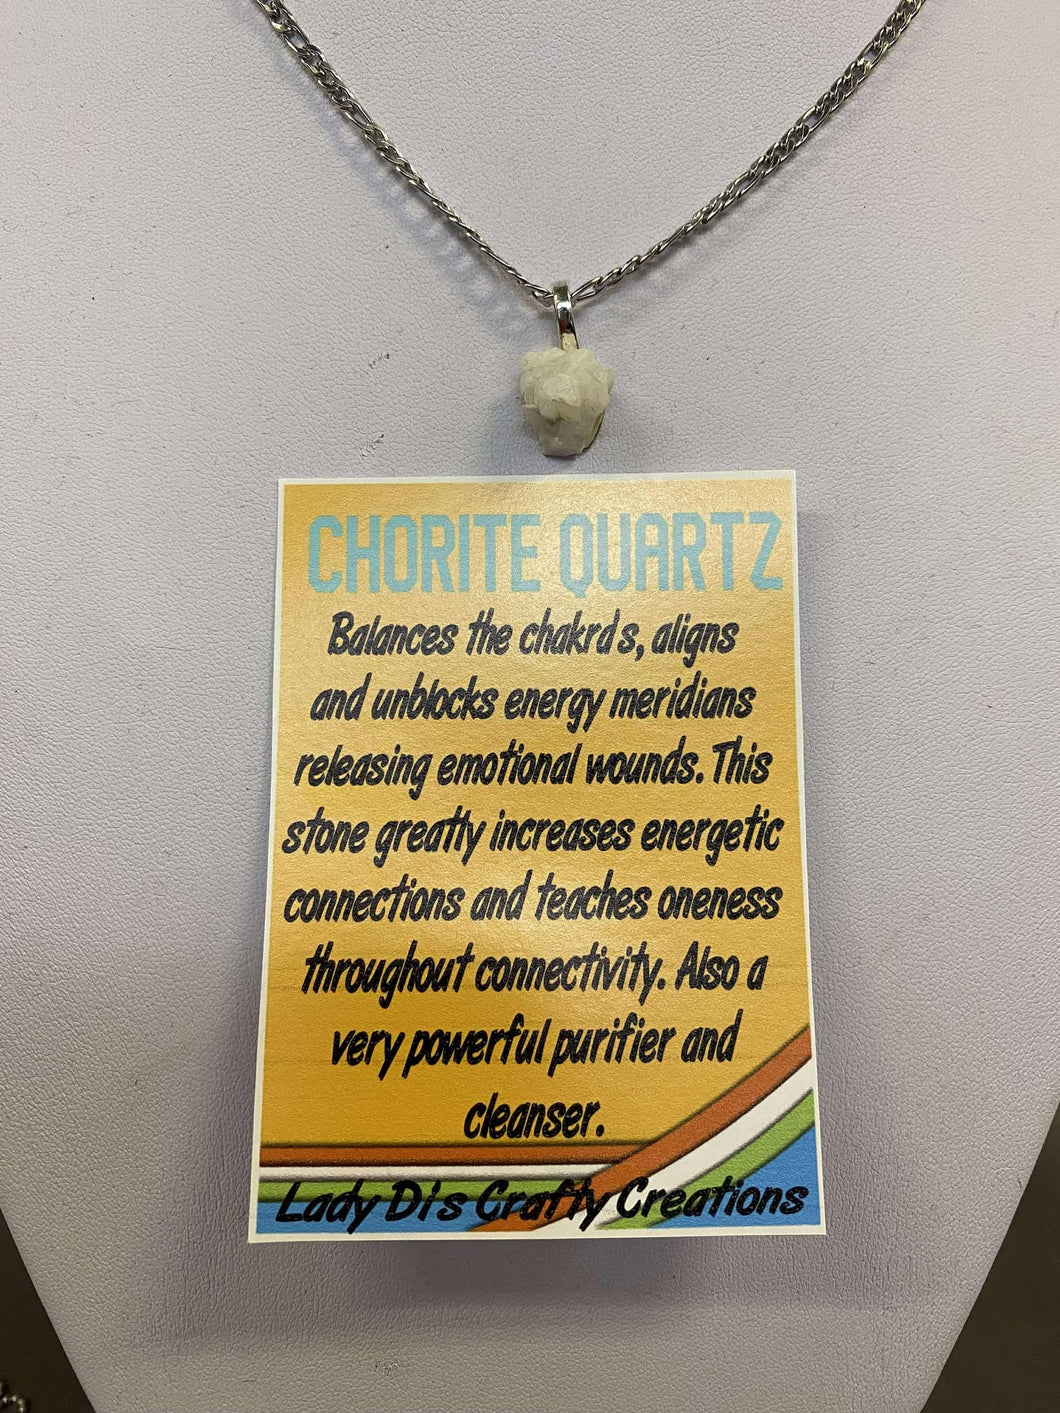 CHORITE QUARTZ
Balances the chakrds, aligns
and unblocks energy meridians
releasing emotional wounds. This
stone greatly increases energetic
connections and teaches oneness
throughout connectivity. Also a
very powerful purifier and
cleanser.
Lady Di's Crafty Creations